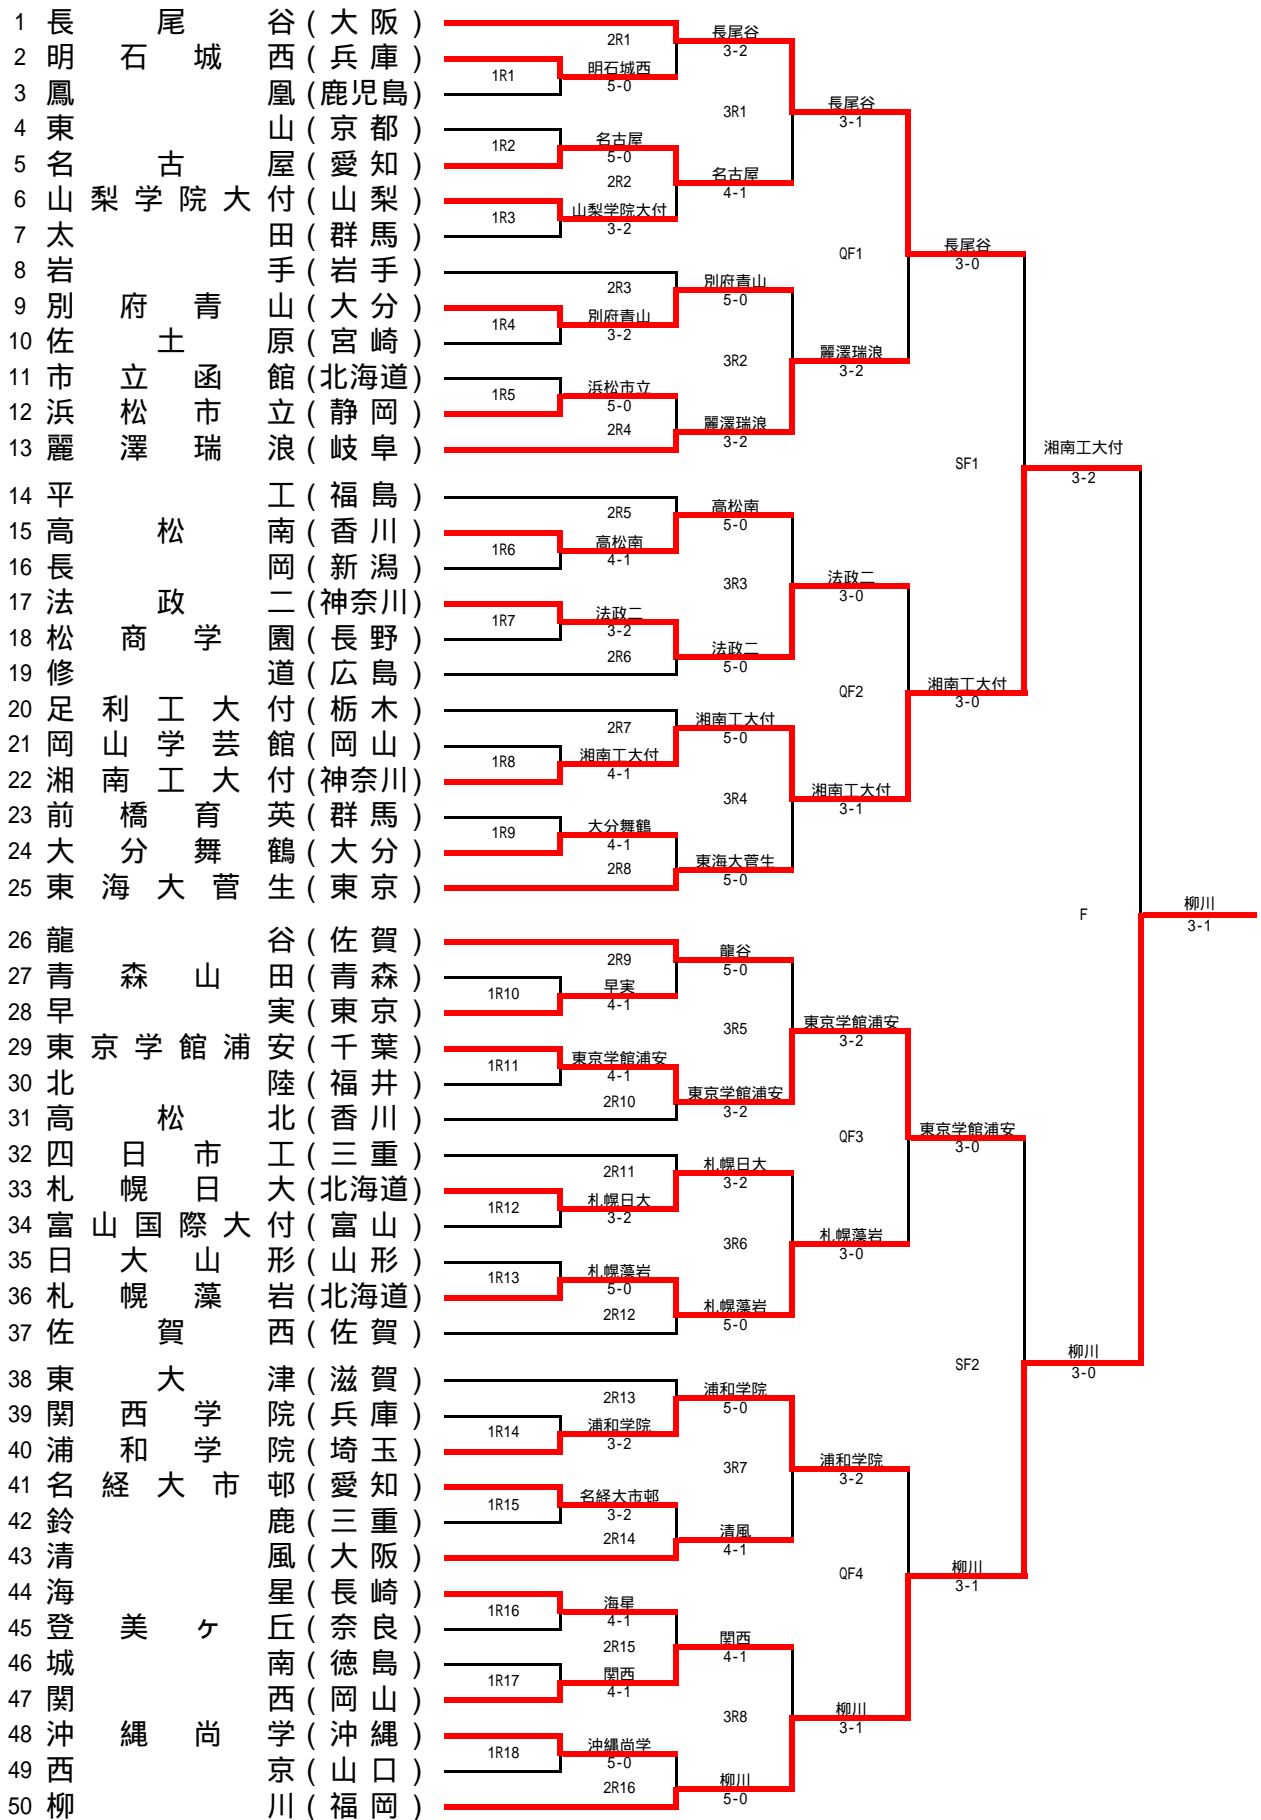 1 長尾谷(大阪)
2 明石城西(兵庫)
3 鳳凰(鹿児島)
4 東山(京都)
5 名古屋(愛知)
6 山梨学院大付(山梨)
7 太田(群馬)
8 岩手(岩手)
9 別府青山(大分)
10 佐土原(宮崎)
11 市立函館(北海道)
12 浜松市立(静岡)
13 麗澤瑞浪(岐阜)
14 平工(福島)
15 高松南(香川)
16 長岡(新潟)
17 法政二(神奈川)
18 松商学園(長野)
19 修道(広島)
20 足利工大付(栃木)
21 岡山学芸館(岡山)
22 湘南工大付(神奈川)
23 前橋育英(群馬)
24 大分舞鶴(大分)
25 東海大菅生(東京)
26 龍谷(佐賀)
27 青森山田(青森)
28 早実(東京)
29 東京学館浦安(千葉)
30 北陸(福井)
31 高松北(香川)
32 四日市工(三重)
33 札幌日大(北海道)
34 富山国際大付(富山)
35 日大山形(山形)
36 札幌藻岩(北海道)
37 佐賀西(佐賀)
38 東大津(滋賀)
39 関西学院(兵庫)
40 浦和学院(埼玉)
41 名経大市邨(愛知)
42 鈴鹿(三重)
43 清風(大阪)
44 海星(長崎)
45 登美ヶ丘(奈良)
46 城南(徳島)
47 関西(岡山)
48 沖縄尚学(沖縄)
49 西京(山口)
50 柳川(福岡)
1R1
明石城西
5-0
1R2
名古屋
5-0
1R3
山梨学院大付
3-2
1R4
別府青山
3-2
1R5
浜松市立
5-0
1R6
高松南
4-1
1R7
法政二
3-2
1R8
湘南工大付
4-1
1R9
大分舞鶴
4-1
1R10
早実
4-1
1R11
東京学館浦安
4-1
1R12
札幌日大
3-2
1R13
札幌藻岩
5-0
1R14
浦和学院
3-2
1R15
名経大市邨
3-2
1R16
海星
4-1
1R17
関西
4-1
1R18
沖縄尚学
5-0
2R1
長尾谷
3-2
2R2
名古屋
4-1
2R3
別府青山
5-0
2R4
麗澤瑞浪
3-2
2R5
高松南
5-0
2R6
法政二
5-0
2R7
湘南工大付
5-0
2R8
東海大菅生
5-0
2R9
龍谷
5-0
2R10
東京学館浦安
3-2
2R11
札幌日大
3-2
2R12
札幌藻岩
5-0
2R13
浦和学院
5-0
2R14
清風
4-1
2R15
関西
4-1
2R16
柳川
5-0
3R1
長尾谷
3-1
3R2
麗澤瑞浪
3-2
3R3
法政二
3-0
3R4
湘南工大付
3-1
3R5
東京学館浦安
3-2
3R6
札幌藻岩
3-0
3R7
浦和学院
3-2
3R8
柳川
3-1
QF1
長尾谷
3-0
QF2
湘南工大付
3-0
QF3
東京学館浦安
3-0
QF4
柳川
3-1
SF1
湘南工大付
3-2
SF2
柳川
3-0
F
柳川
3-1